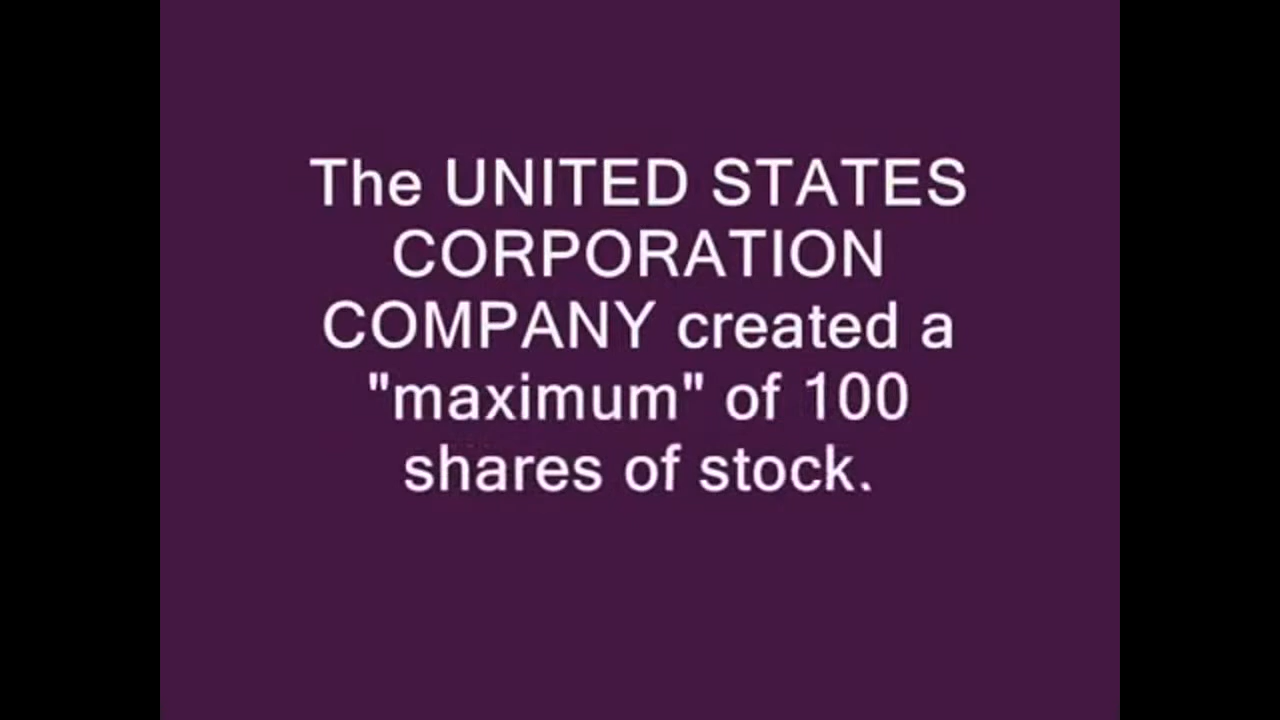 The UNITED STATES
CORPORATION
COMPANY created a
"maximum" of 100
shares of stock.